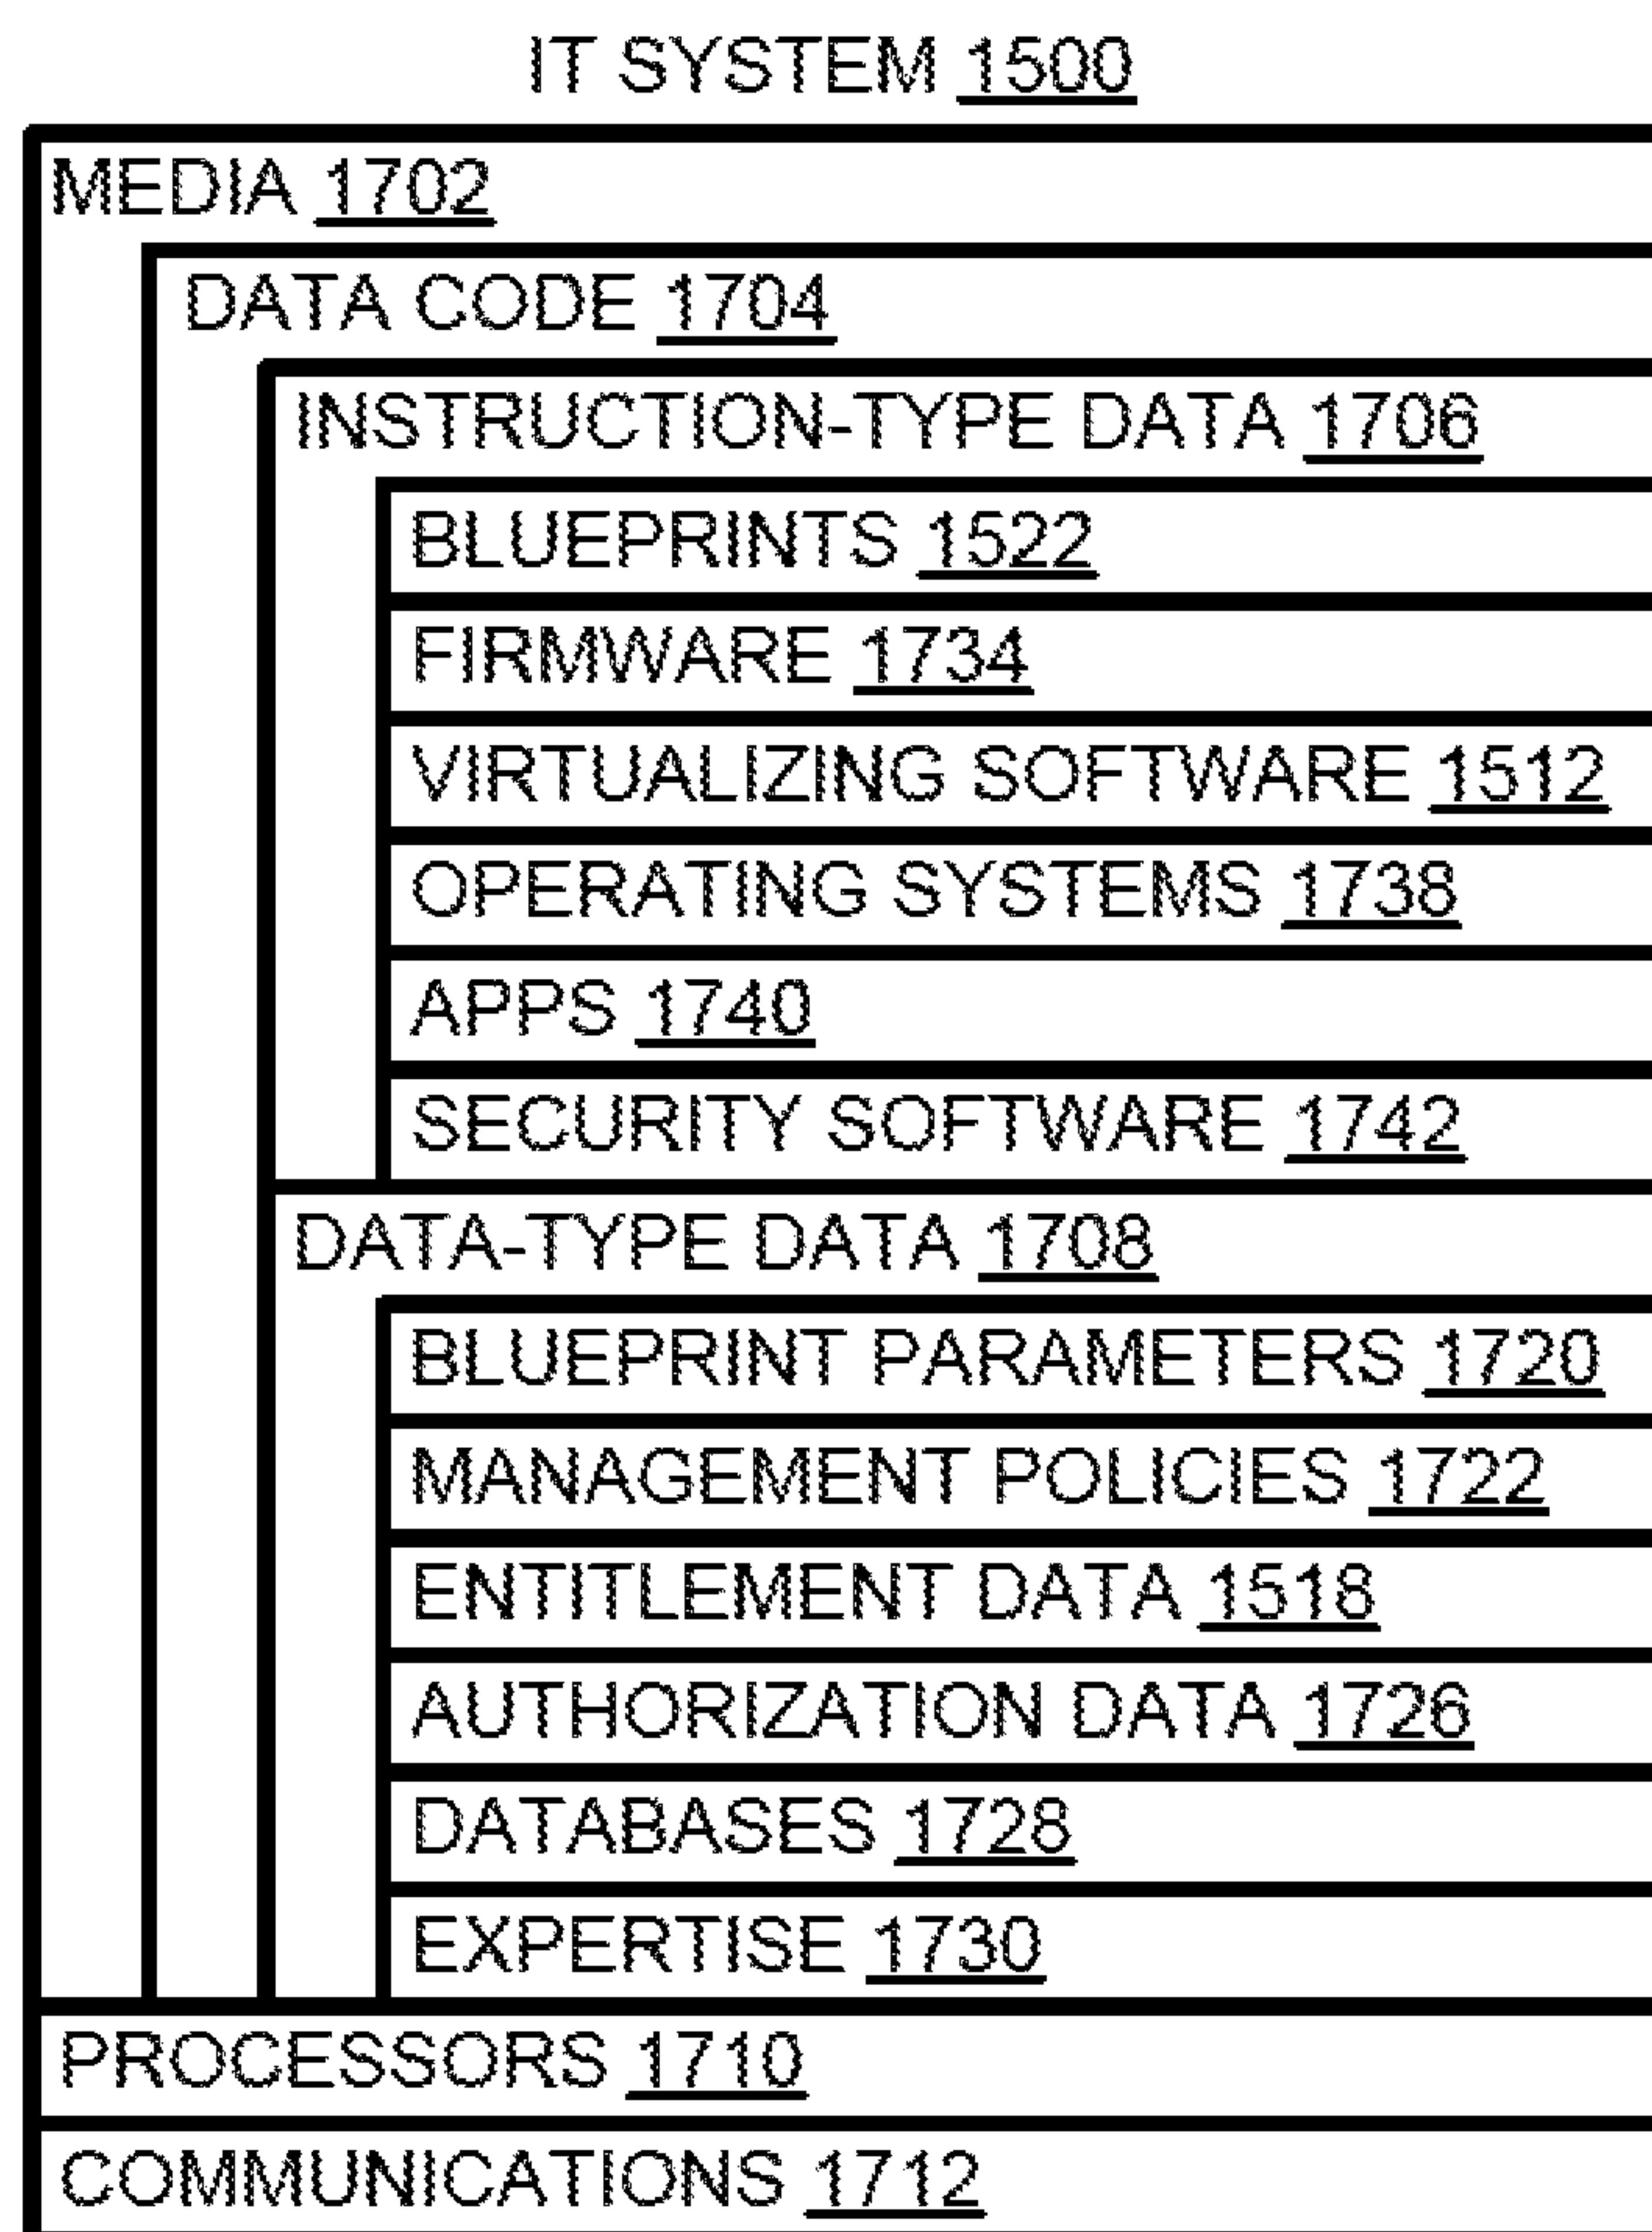 IT SYSTEM 1500
MEDIA 1702
DATA CODE 1704
INSTRUCTION-TYPE DATA 1706
BLUEPRINTS 1522
FIRMWARE 1734
VIRTUALIZING SOFTWARE 1512
OPERATING SYSTEMS 1738
APPS 1740
SECURITY SOFTWARE 1742
DATA-TYPE DATA 1708
BLUEPRINT PARAMETERS 1720
MANAGEMENT POLICIES 1722
ENTITLEMENT DATA 1518
AUTHORIZATION DATA 1726
DATABASES 1728
EXPERTISE 1730
PROCESSORS 1710
COMMUNICATIONS 1712